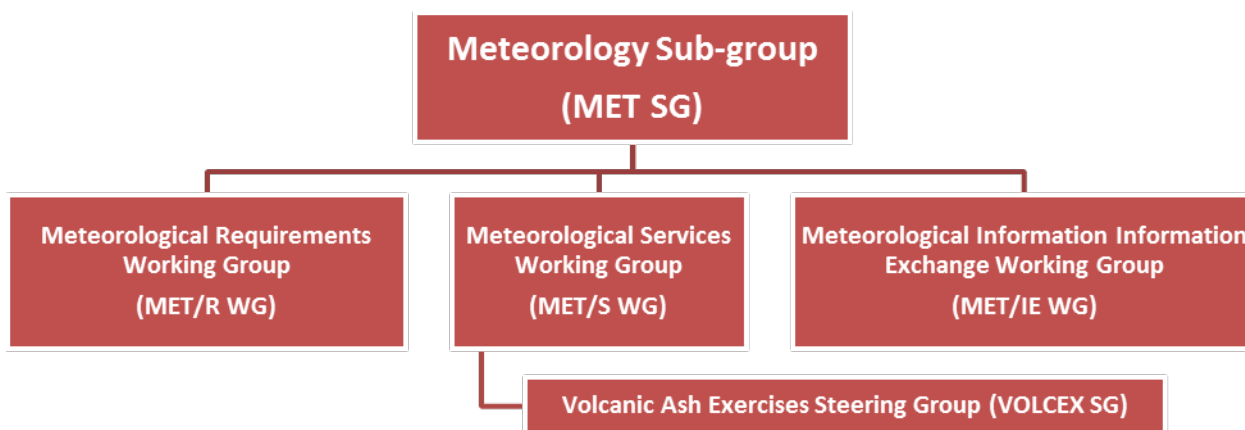 Meteorology Sub-group
(MET SG)
Meteorological Requirements
Working Group
(MET/R WG)
Meteorological Services
Working Group
(MET/S WG)
Meteorological Information Information
Exchange Working Group
(MET/IE WG)
Volcanic Ash Exercises Steering Group (VOLCEX SG)